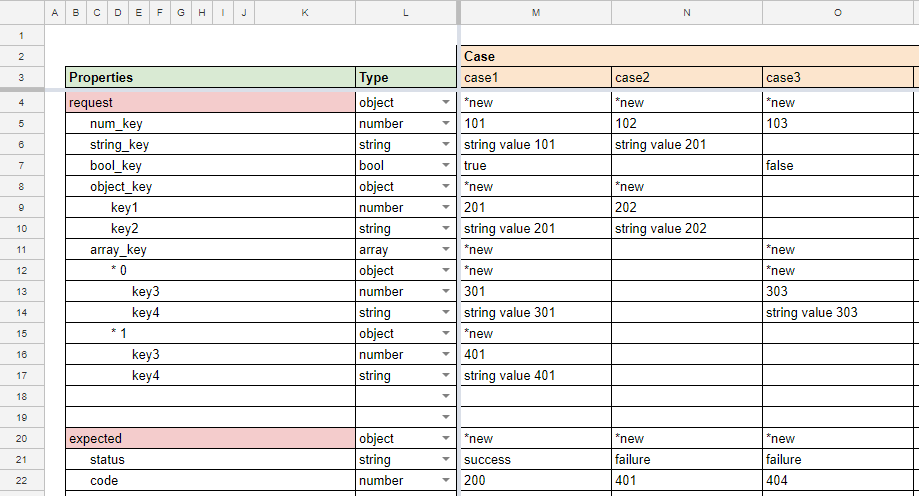 A B C D E F G H I J K L M N O
1
2 Case
3 Properties Type case1 case2 case3
4 request object *new *new *new
5 num_key number 101 102 103
6 string_key string string value 101 string value 201
7 bool_key bool true false
8 object_key object *new *new
9 key1 number 201 202
10 key2 string string value 201 string value 202
11 array_key array *new *new
12 * 0 object *new *new
13 key3 number 301 303
14 key4 string string value 301 string value 303
15 * 1 object *new
16 key3 number 401
17 key4 string string value 401
18
19
20 expected object *new *new *new
21 status string success failure failure
22 code number 200 401 404